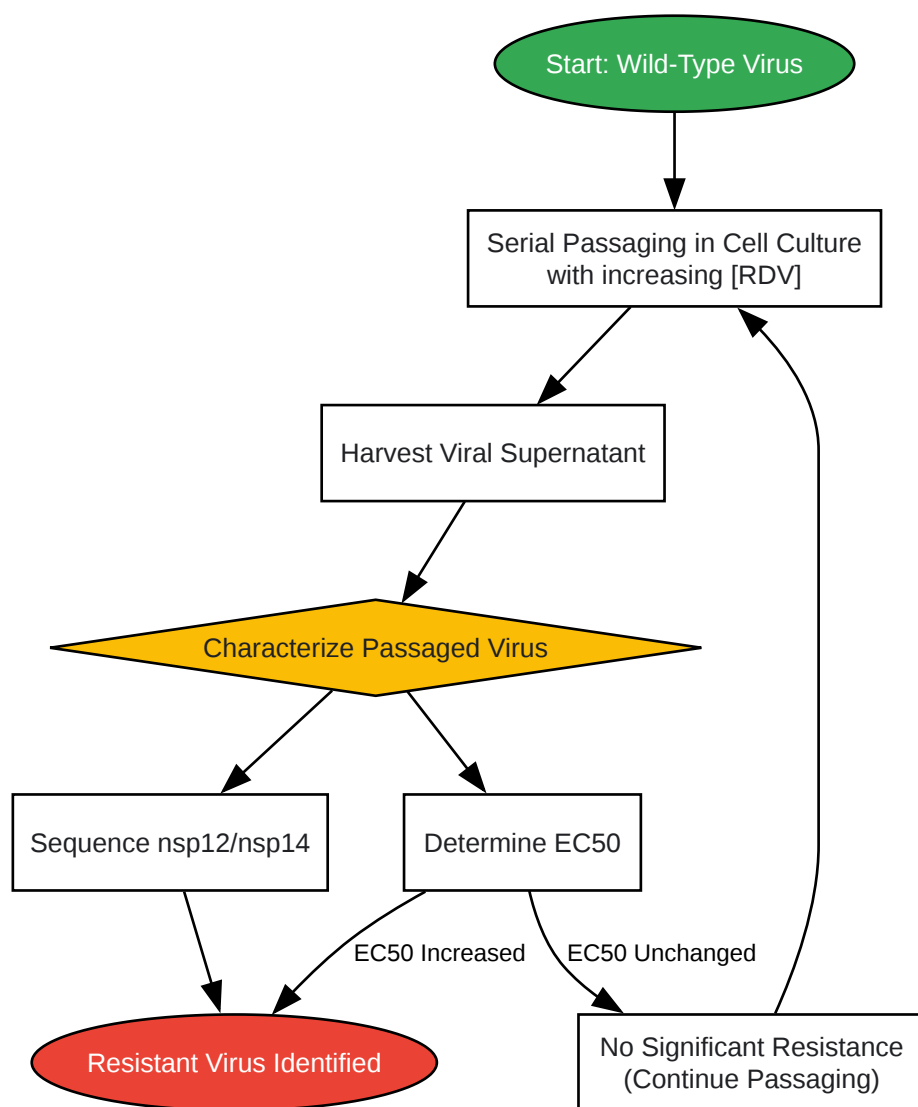 Start: Wild-Type Virus
Serial Passaging in Cell Culture
with increasing [RDV]
Harvest Viral Supernatant
Characterize Passaged Virus
Sequence nsp12/nsp14
Determine EC50
EC50 Increased
EC50 Unchanged
Resistant Virus Identified
No Significant Resistance
(Continue Passaging)